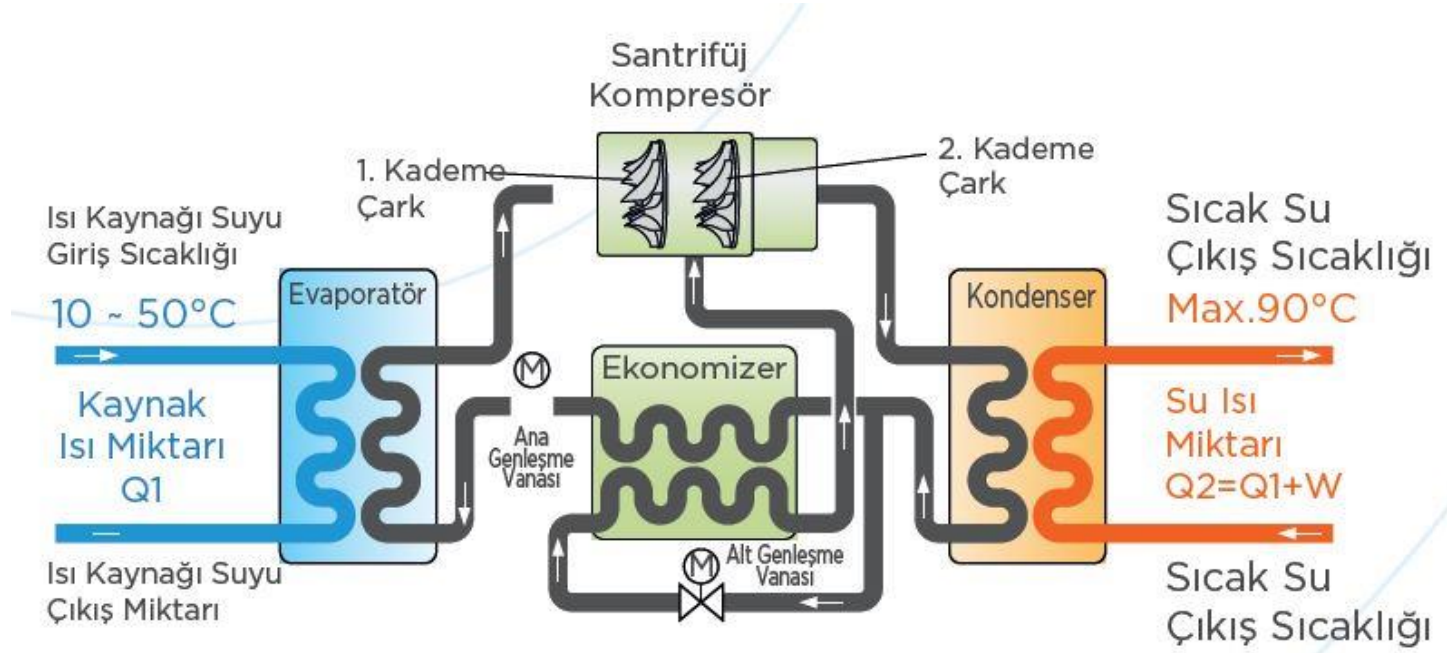 Santrifüj
Kompresör
1. Kademe
Çark
2. Kademe
Çark
Isı Kaynağı Suyu
Giriş Sıcaklığı
10 ~ 50°C
Kaynak
Isı Miktarı
Q1
Isı Kaynağı Suyu
Çıkış Miktarı
Evaporatör
M
Ana
Genleşme
Vanası
Ekonomizer
M
Alt Genleşme
Vanası
Kondenser
Sıcak Su
Çıkış Sıcaklığı
Max.90°C
Su Isı
Miktarı
Q2=Q1+W
Sıcak Su
Çıkış Sıcaklığı